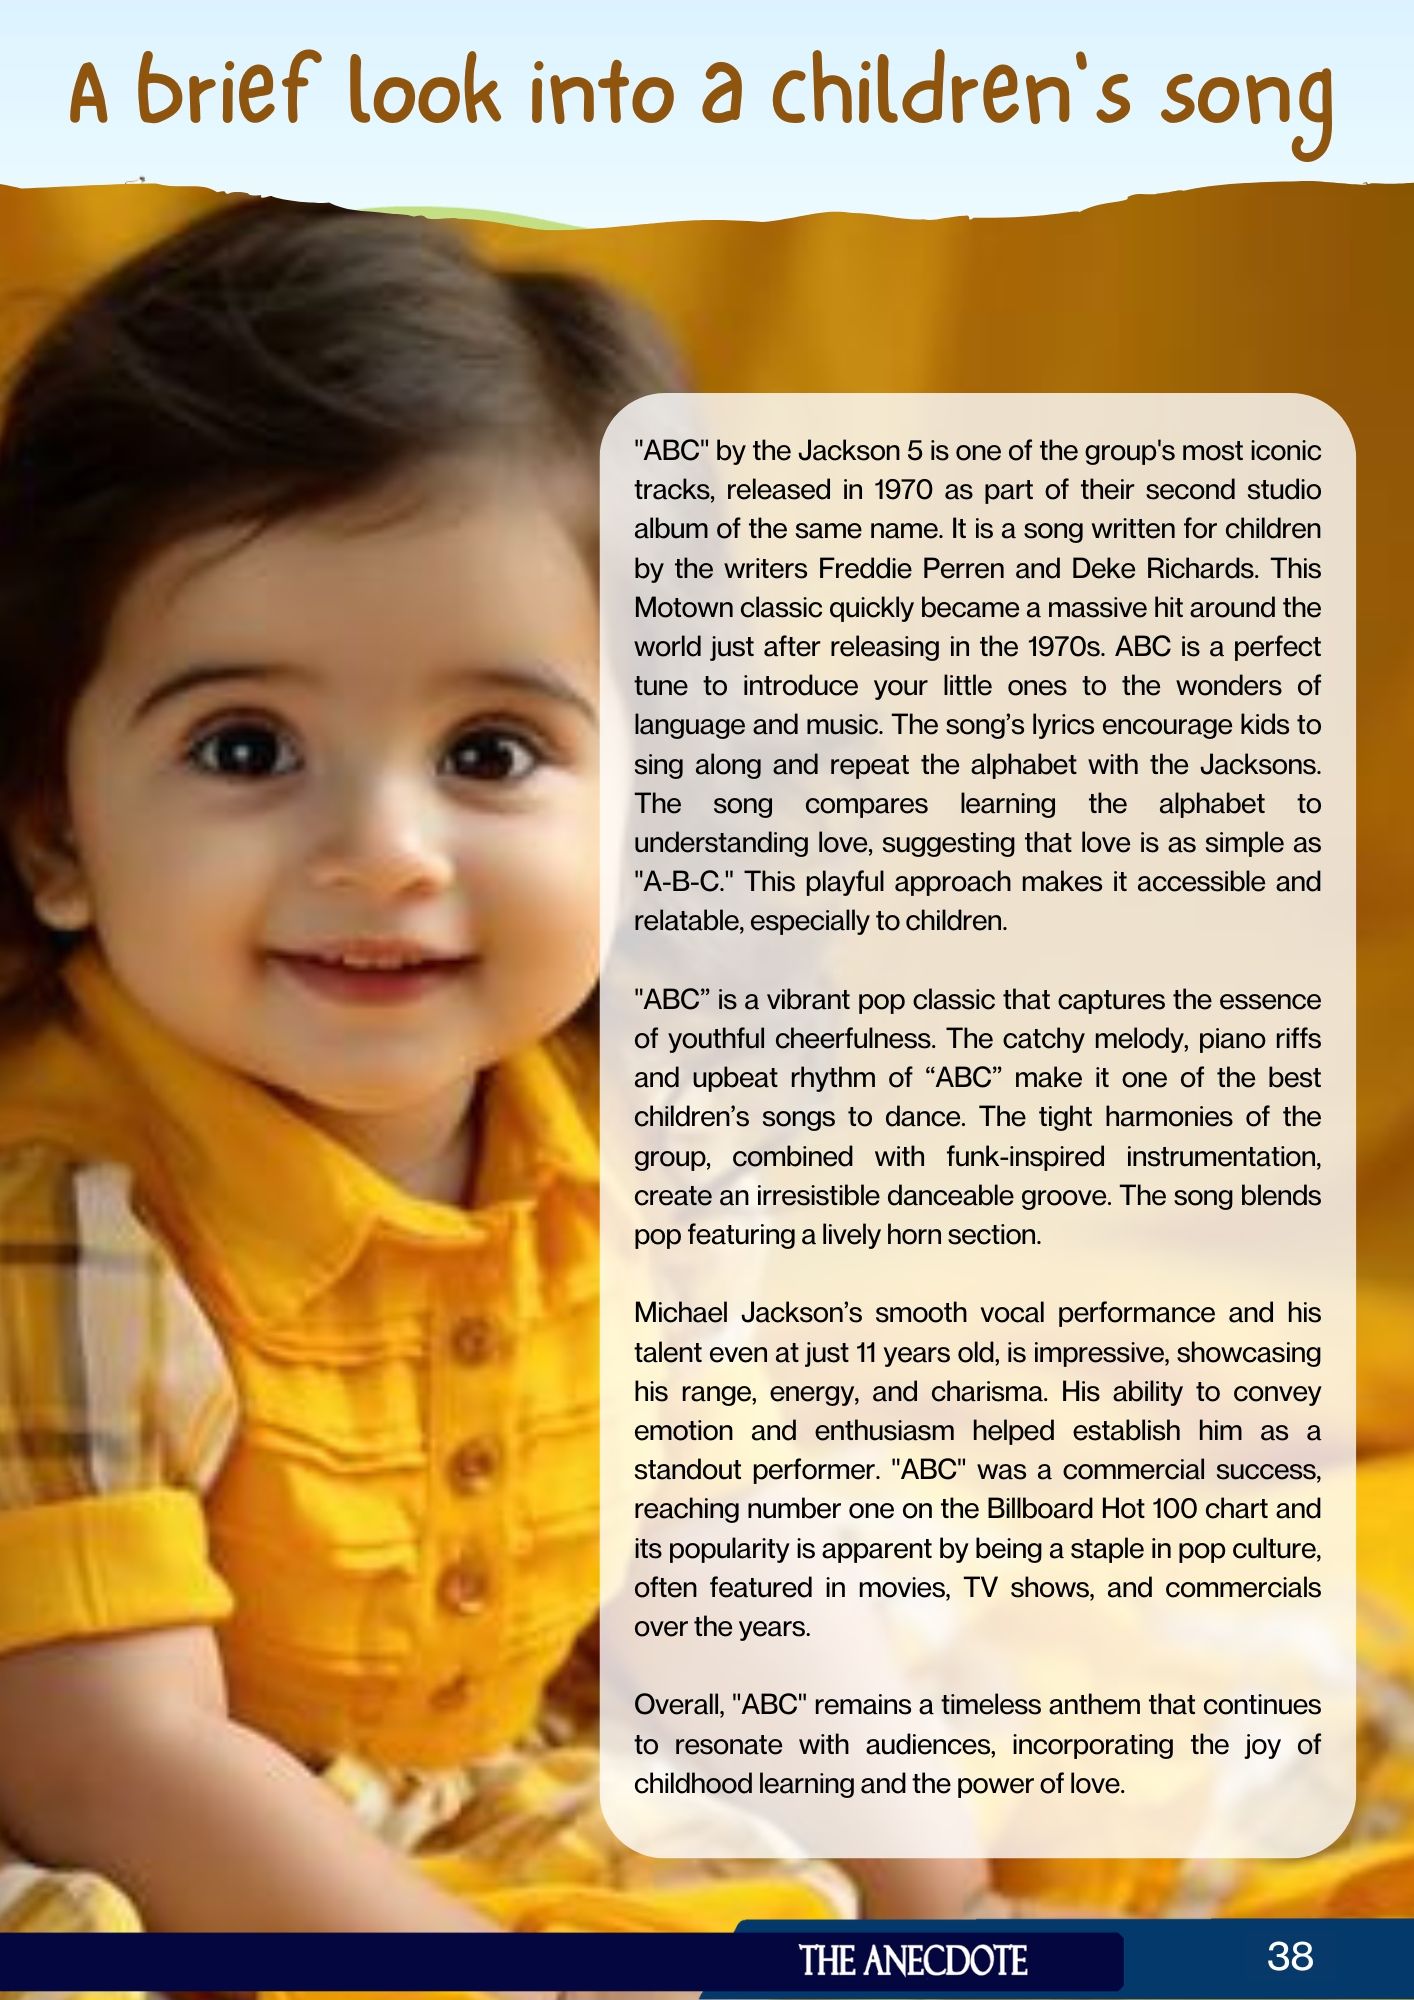 A brief look into a children's song
"ABC" by the Jackson 5 is one of the group's most iconic
tracks, released in 1970 as part of their second studio
album of the same name. It is a song written for children
by the writers Freddie Perren and Deke Richards. This
Motown classic quickly became a massive hit around the
world just after releasing in the 1970s. ABC is a perfect
tune to introduce your little ones to the wonders of
language and music. The song’s lyrics encourage kids to
sing along and repeat the alphabet with the Jacksons.
The song compares learning the alphabet to
understanding love, suggesting that love is as simple as
"A-B-C." This playful approach makes it accessible and
relatable, especially to children.
"ABC” is a vibrant pop classic that captures the essence
of youthful cheerfulness. The catchy melody, piano riffs
and upbeat rhythm of “ABC” make it one of the best
children’s songs to dance. The tight harmonies of the
group, combined with funk-inspired instrumentation,
create an irresistible danceable groove. The song blends
pop featuring a lively horn section.
Michael Jackson’s smooth vocal performance and his
talent even at just 11 years old, is impressive, showcasing
his range, energy, and charisma. His ability to convey
emotion and enthusiasm helped establish him as a
standout performer. "ABC" was a commercial success,
reaching number one on the Billboard Hot 100 chart and
its popularity is apparent by being a staple in pop culture,
often featured in movies, TV shows, and commercials
over the years.
Overall, "ABC" remains a timeless anthem that continues
to resonate with audiences, incorporating the joy of
childhood learning and the power of love.
THE ANECDOTE
38